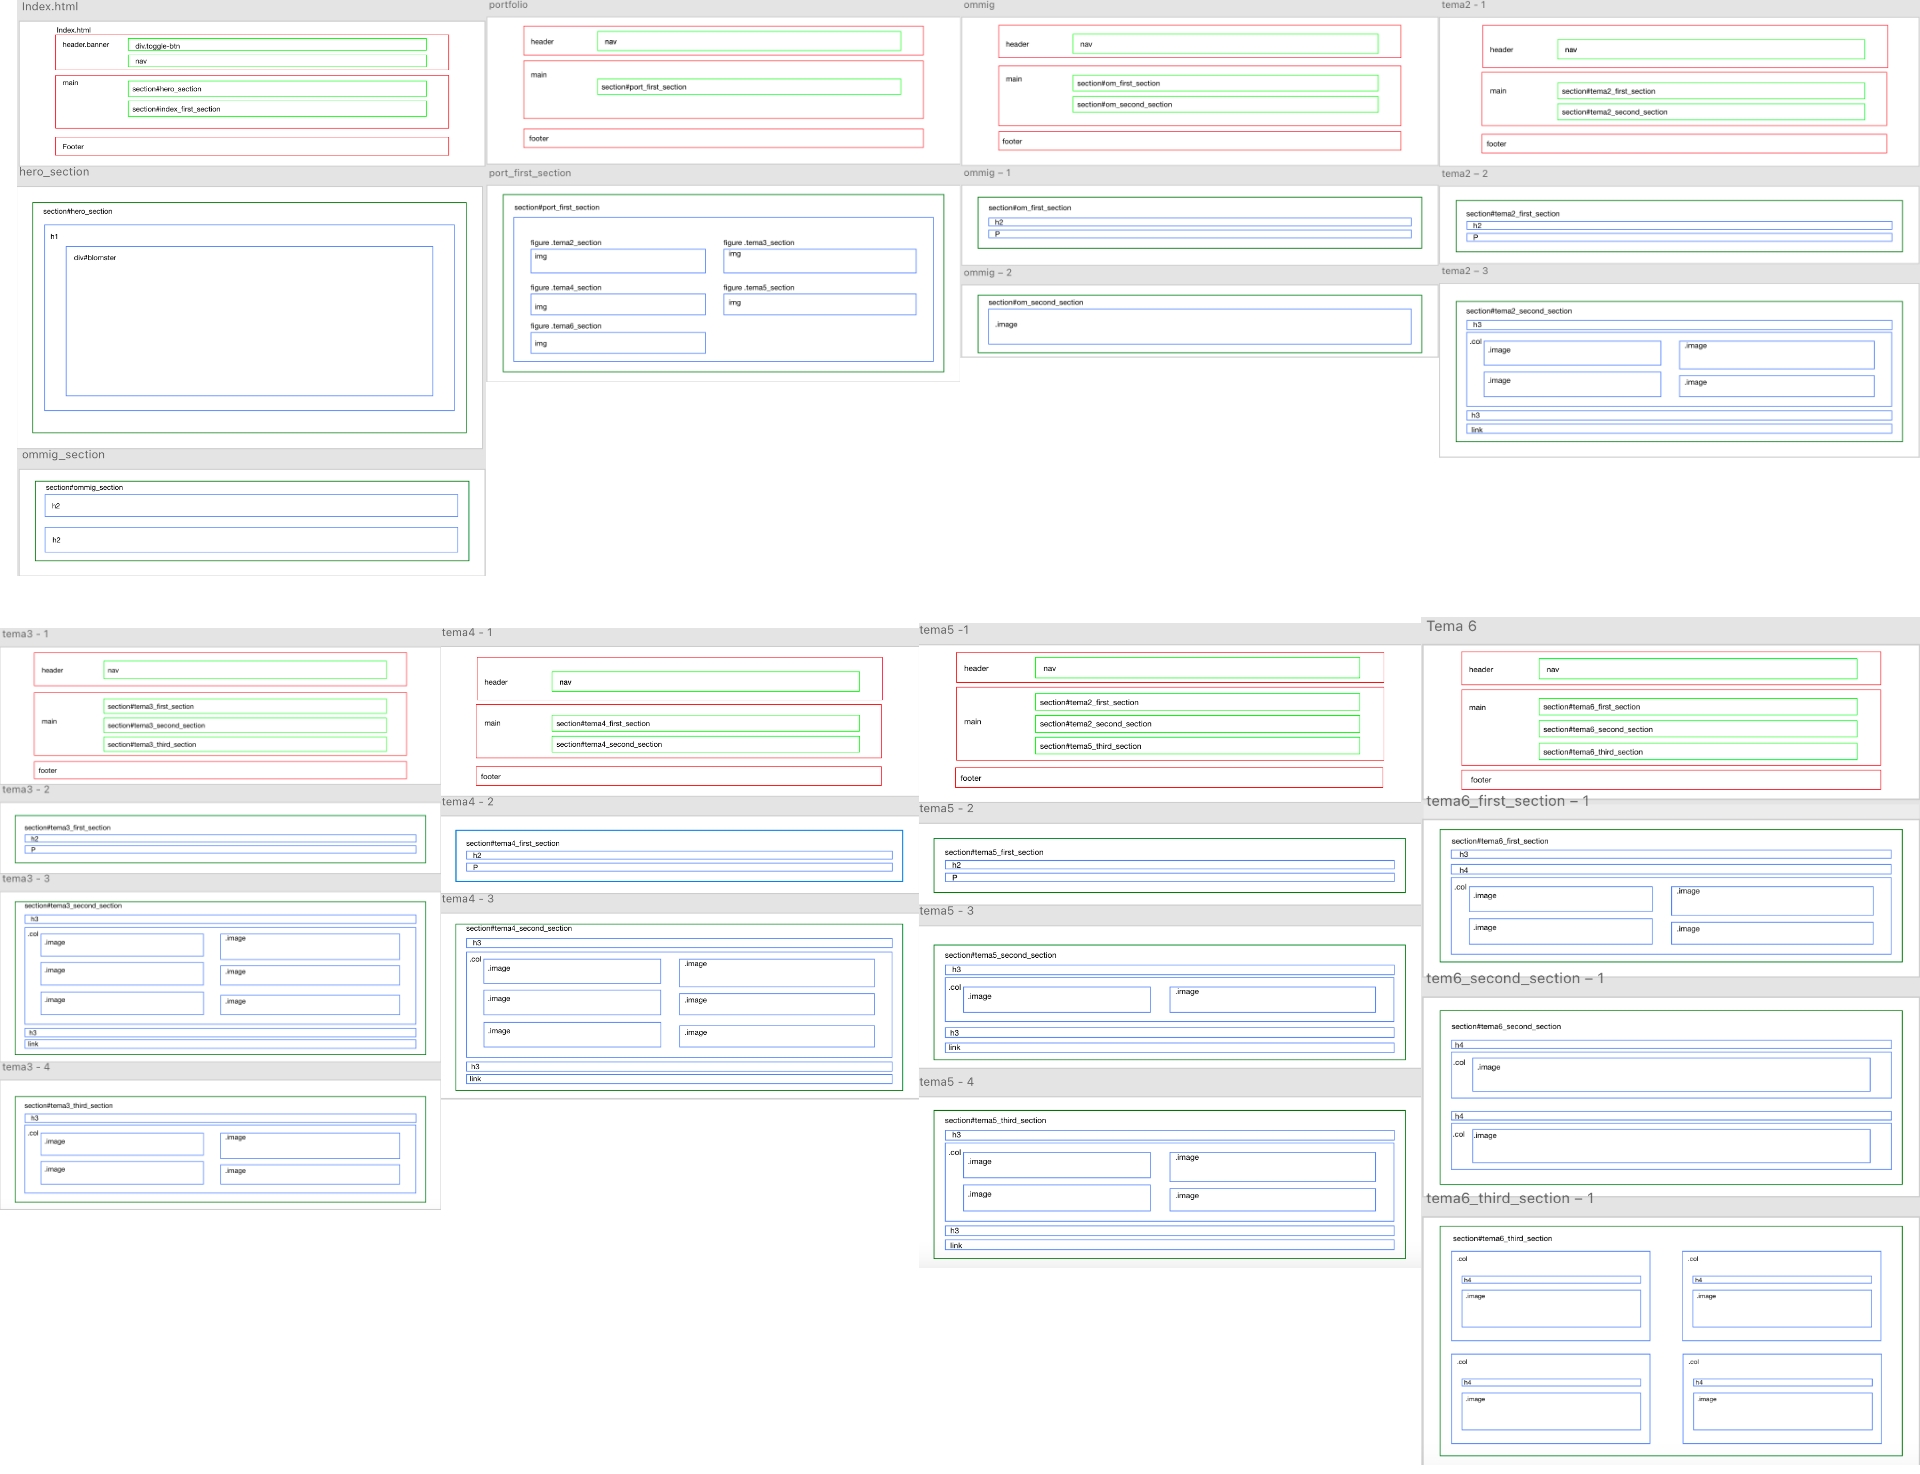 Index.html
Index.html
header.banner
div.toggle-btn
nav
main
section#hero_section
section#index_first_section
Footer
hero_section
section#hero_section
h1
div#blomster
ommig_section
section#ommig_section
h2
h2
portfolio
header
nav
main
section#port_first_section
footer
port_first_section
section#port_first_section
figure .tema2_section
img
figure .tema3_section
img
figure .tema4_section
img
figure .tema5_section
img
figure .tema6_section
img
ommig
header
nav
main
section#om_first_section
section#om_second_section
footer
ommig – 1
section#om_first_section
h2
P
ommig – 2
section#om_second_section
.image
tema2 - 1
header
nav
main
section#tema2_first_section
section#tema2_second_section
footer
tema2 – 2
section#tema2_first_section
h2
P
tema2 – 3
section#tema2_second_section
h3
.col
.image
.image
.image
.image
h3
link
tema3 - 1
header
nav
main
section#tema3_first_section
section#tema3_second_section
section#tema3_third_section
footer
tema3 - 2
section#tema3_first_section
h2
P
tema3 - 3
section#tema3_second_section
h3
.col
.image
.image
.image
.image
.image
.image
h3
link
tema3 - 4
section#tema3_third_section
h3
.col
.image
.image
.image
.image
tema4 - 1
header
nav
main
section#tema4_first_section
section#tema4_second_section
footer
tema4 - 2
section#tema4_first_section
h2
P
tema4 - 3
section#tema4_second_section
h3
.col
.image
.image
.image
.image
.image
.image
h3
link
tema5 -1
header
nav
main
section#tema2_first_section
section#tema2_second_section
section#tema5_third_section
footer
tema5 - 2
section#tema5_first_section
h2
P
tema5 - 3
section#tema5_second_section
h3
.col
.image
.image
h3
link
tema5 - 4
section#tema5_third_section
h3
.col
.image
.image
.image
.image
h3
link
Tema 6
header
nav
main
section#tema6_first_section
section#tema6_second_section
section#tema6_third_section
footer
tema6_first_section – 1
section#tema6_first_section
h3
h4
.col
.image
.image
.image
.image
tem6_second_section – 1
section#tema6_second_section
h4
.col
.image
h4
.col
.image
tema6_third_section – 1
section#tema6_third_section
.col
h4
.image
.col
h4
.image
.col
h4
.image
.col
h4
.image